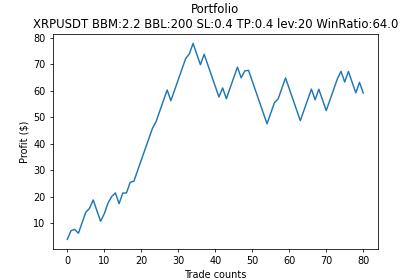 Portfolio
XRPUSDT BBM:2.2 BBL:200 SL:0.4 TP:0.4 lev:20 WinRatio:64.0
80
70
60
50
40
30
20
10
Profit ($)
0 10 20 30 40 50 60 70 80
Trade counts